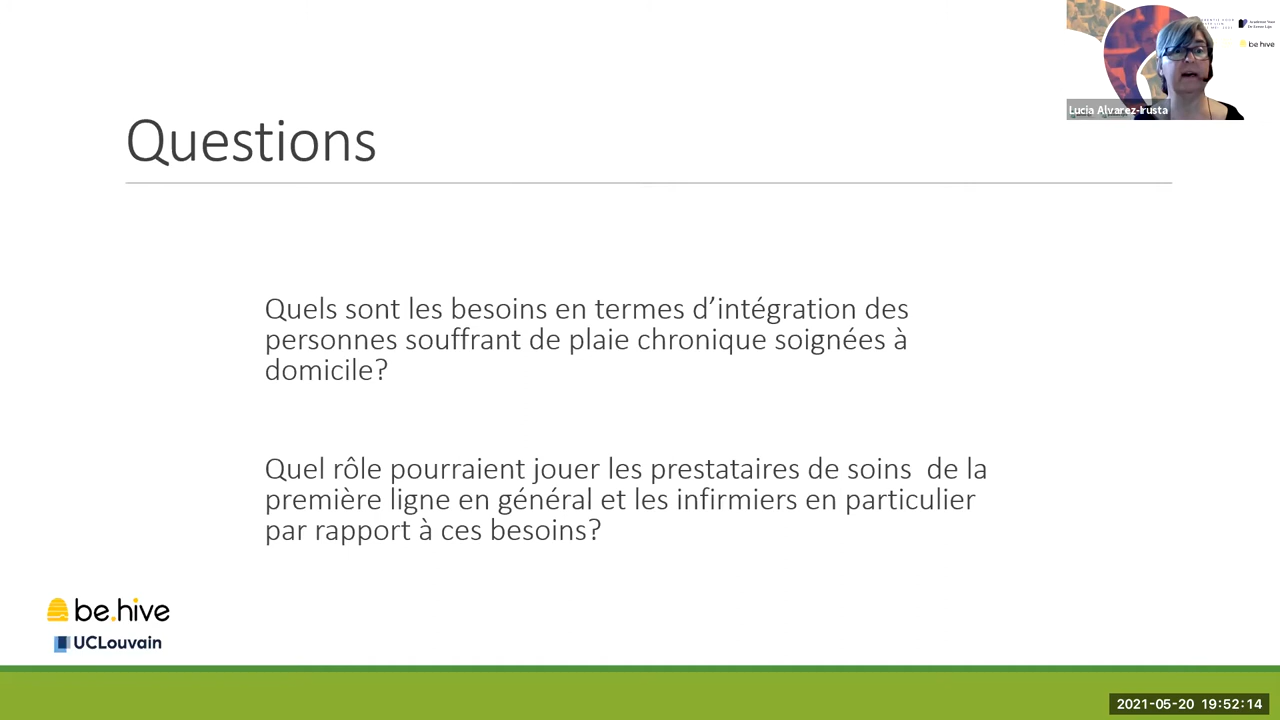 be hive
Lucia Alvarez-Irusta
Questions
Quels sont les besoins en termes d’intégration des
personnes souffrant de plaie chronique soignées à
domicile?
Quel rôle pourraient jouer les prestataires de soins de la
première ligne en général et les infirmiers en particulier
par rapport à ces besoins?
be.hive
UCLouvain
2021-05-20 19:52:14